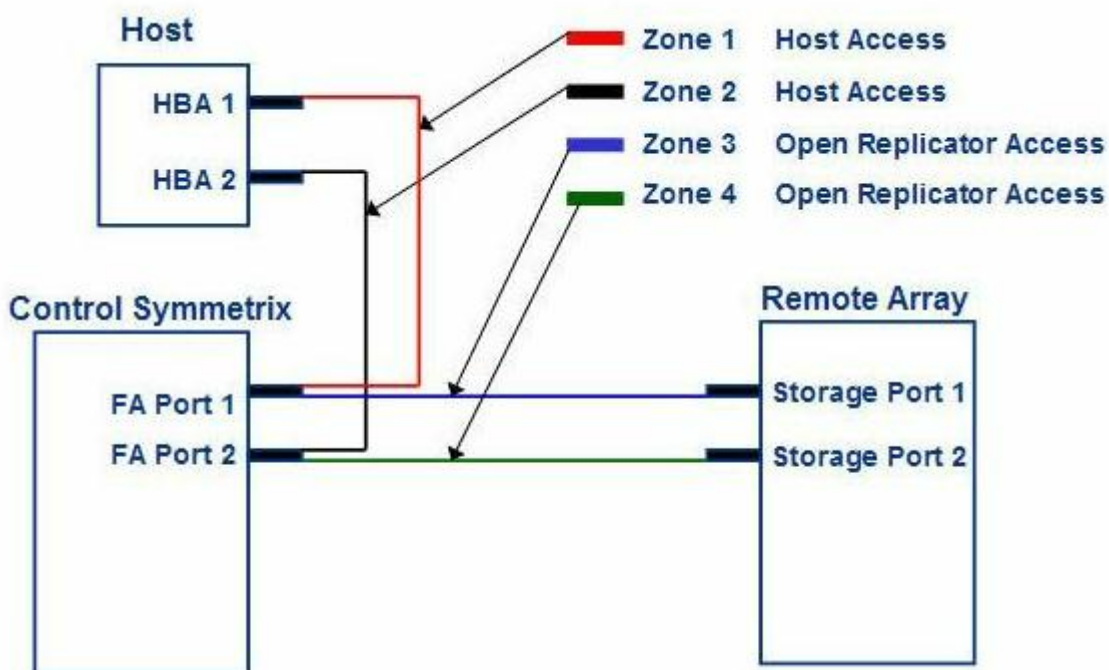 Host
HBA 1
HBA 2
Zone 1 Host Access
Zone 2 Host Access
Zone 3 Open Replicator Access
Zone 4 Open Replicator Access
Control Symmetrix
FA Port 1
FA Port 2
Remote Array
Storage Port 1
Storage Port 2